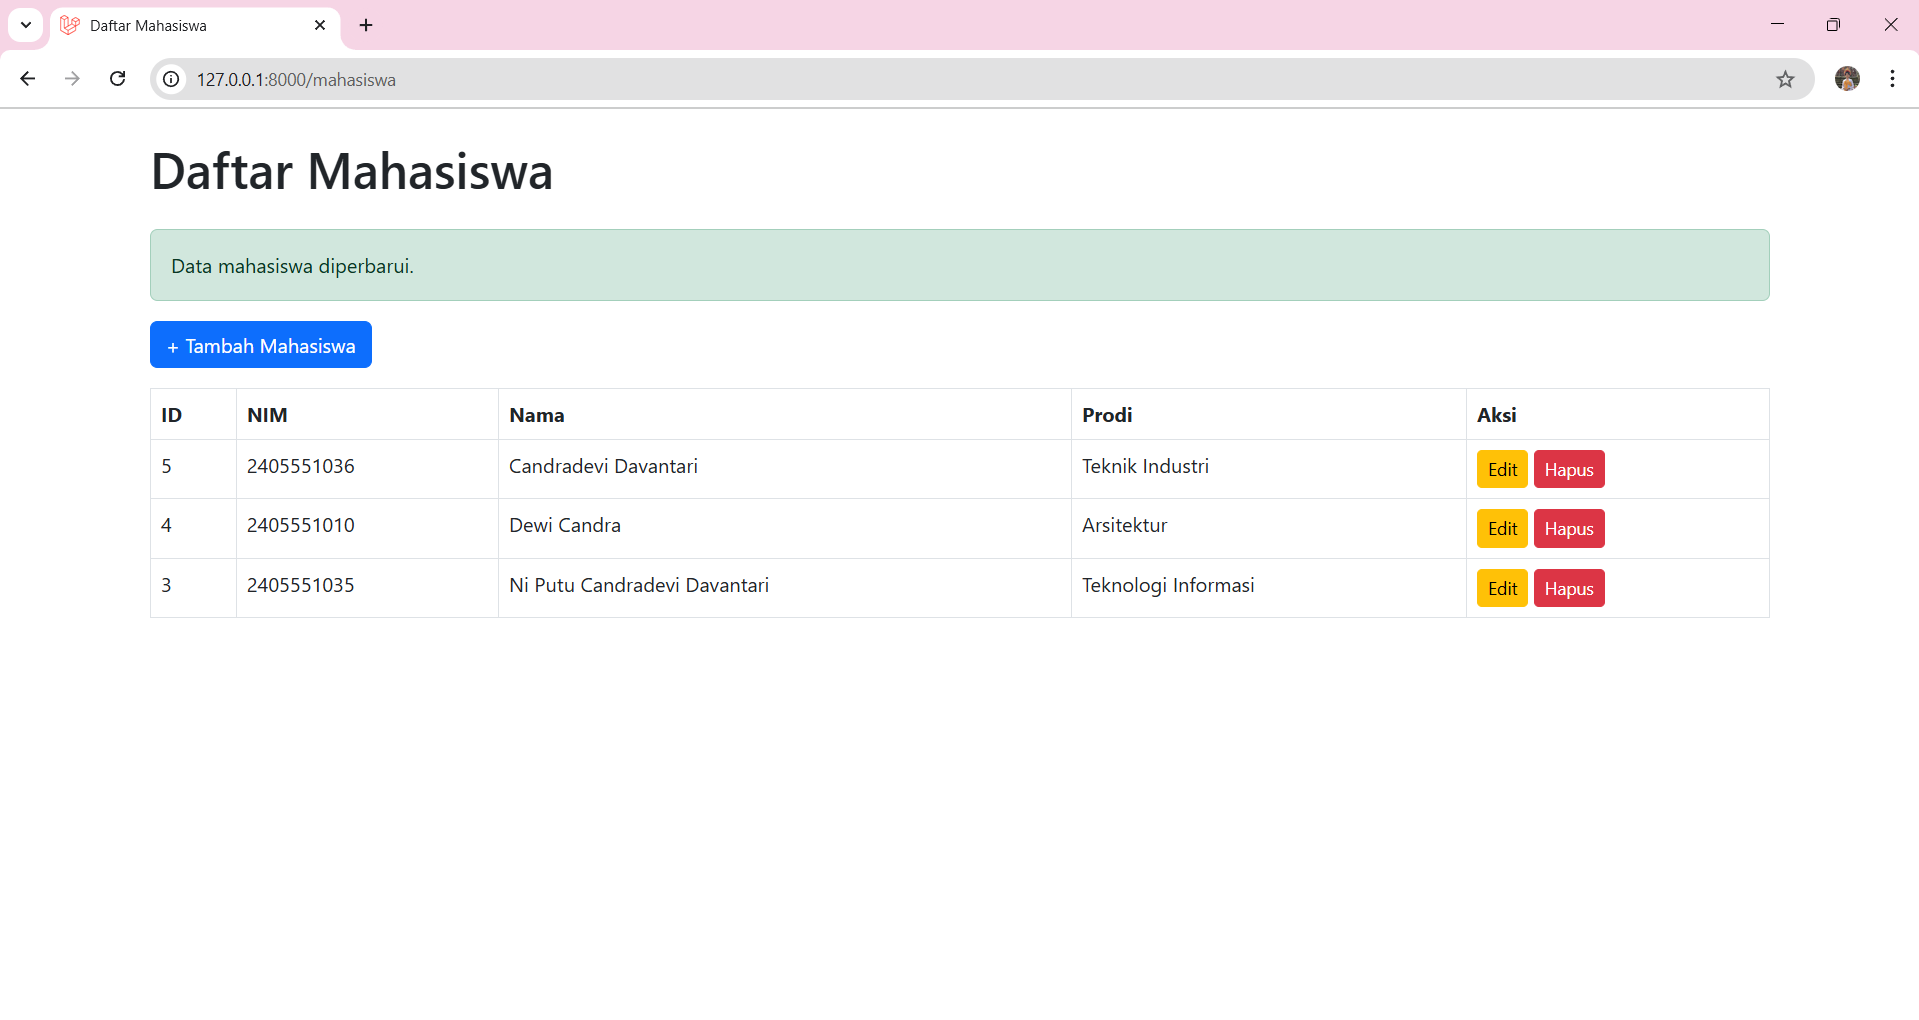 Daftar Mahasiswa
127.0.0.1:8000/mahasiswa
Daftar Mahasiswa
Data mahasiswa diperbarui.
+ Tambah Mahasiswa
ID NIM Nama Prodi Aksi
5 2405551036 Candradevi Davantari Teknik Industri Edit Hapus
4 2405551010 Dewi Candra Arsitektur Edit Hapus
3 2405551035 Ni Putu Candradevi Davantari Teknologi Informasi Edit Hapus